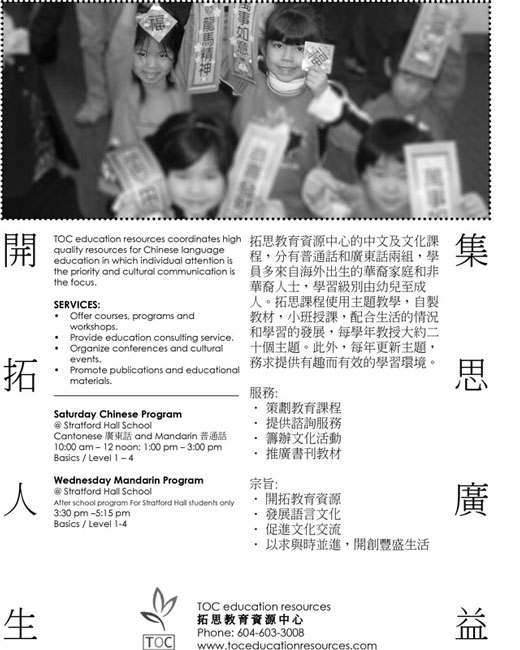 福
龍馬精神
萬事如意
萬事
開拓人生
TOC education resources coordinates high
quality resources for Chinese language
education in which individual attention is
the priority and cultural communication is
the focus.
SERVICES:
• Offer courses, programs and
workshops.
• Provide education consulting service.
• Organize conferences and cultural
events.
• Promote publications and educational
materials.
Saturday Chinese Program
@ Stratford Hall School
Cantonese 廣東話 and Mandarin 普通話
10:00 am – 12 noon; 1:00 pm – 3:00 pm
Basics / Level 1 – 4
Wednesday Mandarin Program
@ Stratford Hall School
After school program For Stratford Hall students only
3:30 pm –5:15 pm
Basics / Level 1-4
拓思教育資源中心的中文及文化課
程，分有普通話和廣東話兩組，學
員多來自海外出生的華裔家庭和非
華裔人士，學習級別由幼兒至成
人。拓思課程使用主題教學，自製
教材，小班授課，配合生活的情況
和學習的發展，每學年教授大約二
十個主題。此外，每年更新主題，
務求提供有趣而有效的學習環境。
服務:
· 策劃教育課程
· 提供諮詢服務
· 籌辦文化活動
· 推廣書刊教材
宗旨:
· 開拓教育資源
· 發展語言文化
· 促進文化交流
· 以求與時並進，開創豐盛生活
集思廣益
TOC
TOC education resources
拓思教育資源中心
Phone: 604-603-3008
www.toceducationresources.com